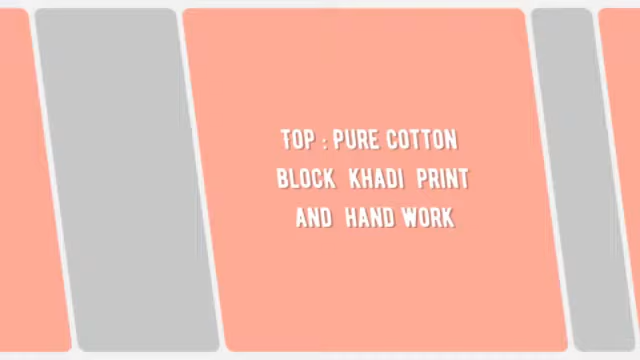 TOP : PURE COTTON
BLOCK KHADI PRINT
AND HAND WORK